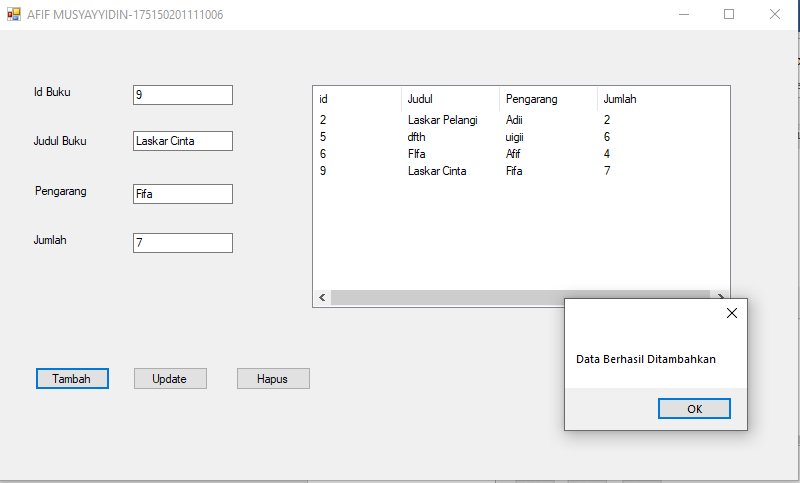 AFIF MUSYAYYIDIN-175150201111006
Id Buku 9
Judul Buku Laskar Cinta
Pengarang Fifa
Jumlah 7
id Judul Pengarang Jumlah
2 Laskar Pelangi Adii 2
5 dfth uigii 6
6 FIfa Afif 4
9 Laskar Cinta Fifa 7
Tambah Update Hapus
Data Berhasil Ditambahkan
OK